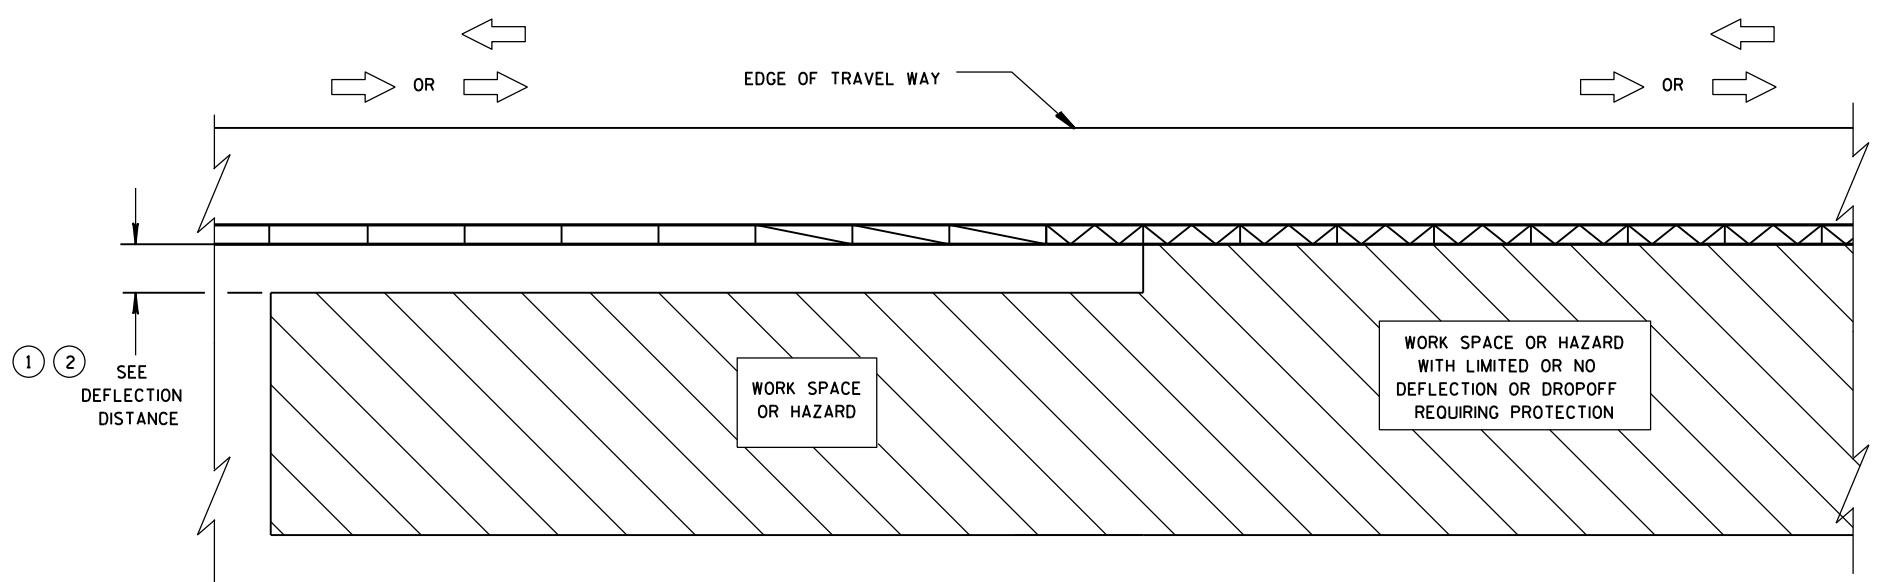 OR
OR
EDGE OF TRAVEL WAY
1 2
SEE
DEFLECTION
DISTANCE
WORK SPACE
OR HAZARD
WORK SPACE OR HAZARD
WITH LIMITED OR NO
DEFLECTION OR DROPOFF
REQUIRING PROTECTION